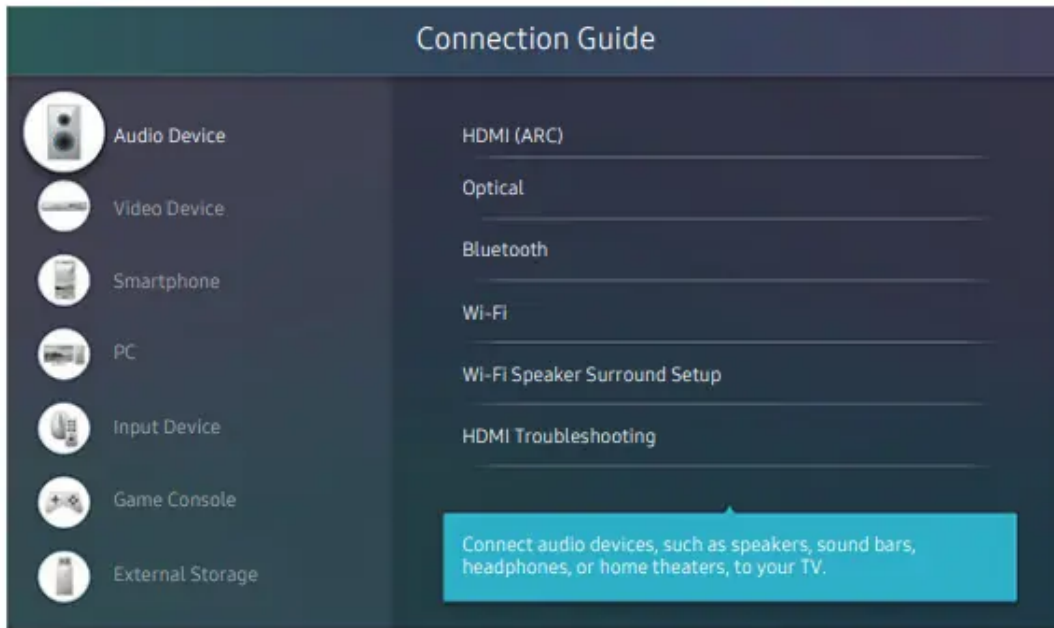 Connection Guide
Audio Device
Video Device
Smartphone
PC
Input Device
Game Console
External Storage
HDMI (ARC)
Optical
Bluetooth
Wi-Fi
Wi-Fi Speaker Surround Setup
HDMI Troubleshooting
Connect audio devices, such as speakers, sound bars,
headphones, or home theaters, to your TV.